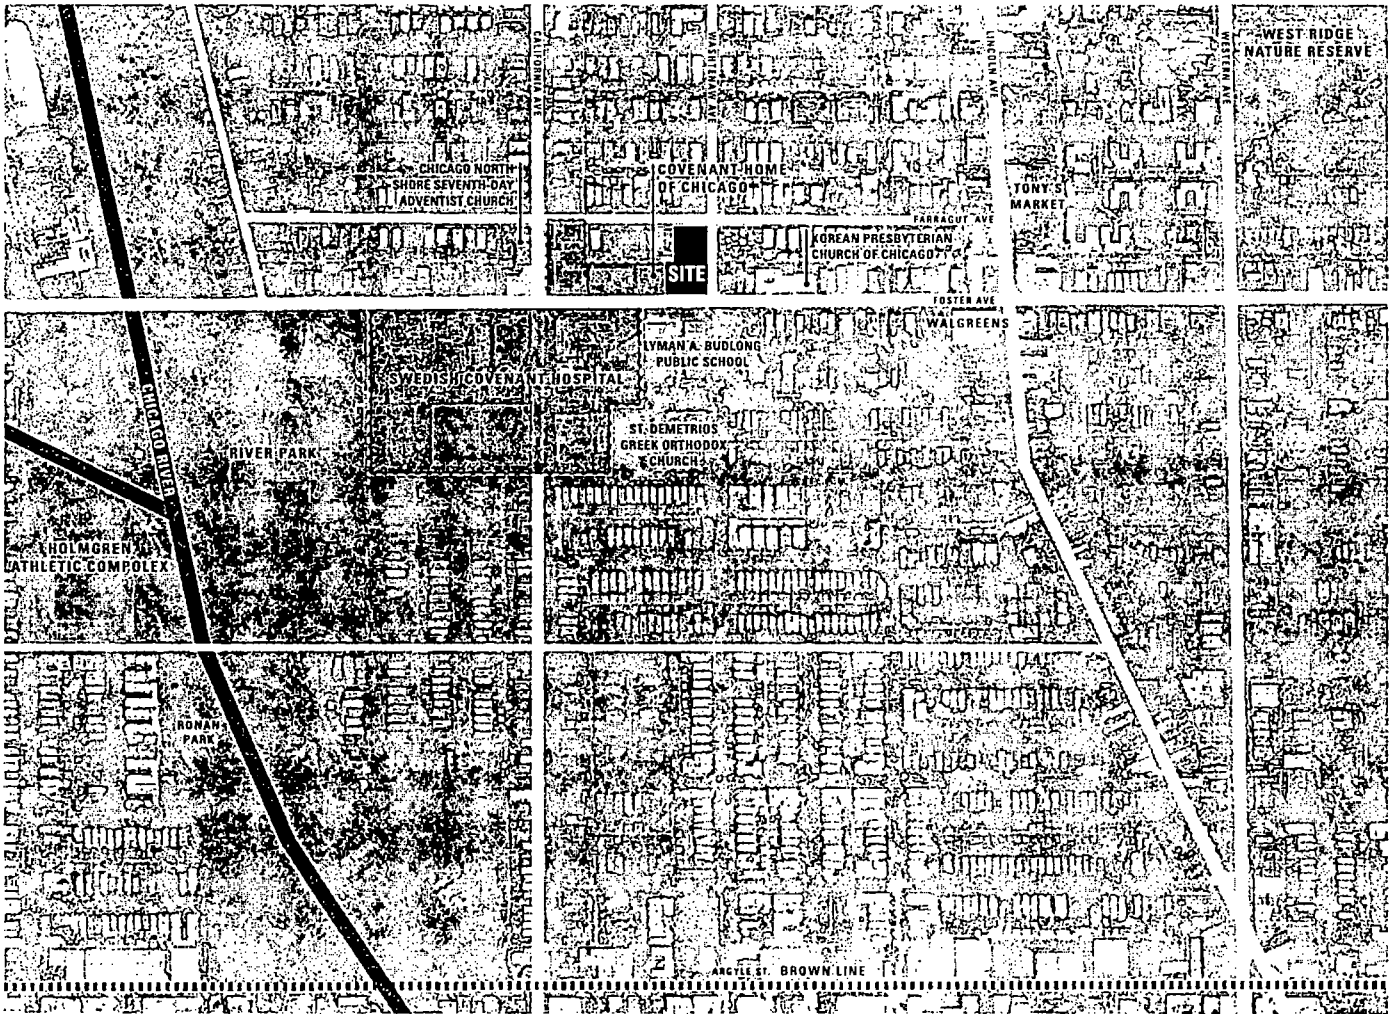 WEST RIDGE
NATURE RESERVE
CALIFORNIA AVE
WASHTENAW AVE
LINCOLN AVE
WESTERN AVE
CHICAGO NORTH
SHORE SEVENTH-DAY
ADVENTIST CHURCH
COVENANT HOME
OF CHICAGO
TONY'S
MARKET
FARRAGUT AVE
KOREAN PRESBYTERIAN
CHURCH OF CHICAGO
SITE
FOSTER AVE
WALGREENS
LYMAN A. BUDLONG
PUBLIC SCHOOL
SWEDISH COVENANT HOSPITAL
CHICAGO RIVER
RIVER PARK
ST. DEMETRIOS
GREEK ORTHODOX
CHURCH
HOLMGREN
ATHLETIC COMPOLEX
RONAN
PARK
ARGYLE ST. BROWN LINE